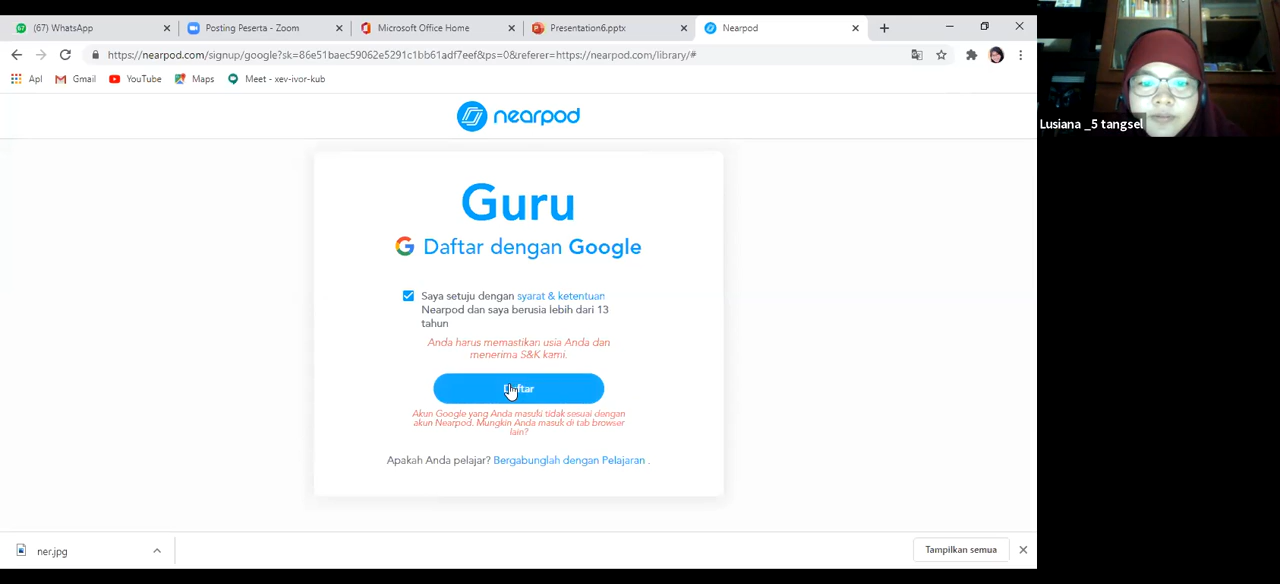 (67) WhatsApp
Posting Peserta - Zoom
Microsoft Office Home
Presentation6.pptx
Nearpod
https://nearpod.com/signup/google?sk=86e51baec59062e5291c1bb61adf7eef&ps=0&referer=https://nearpod.com/library/#
Apl
Gmail
YouTube
Maps
Meet - xev-ivor-kub
Lusiana _5 tangsel
nearpod
Guru
Daftar dengan Google
Saya setuju dengan syarat & ketentuan
Nearpod dan saya berusia lebih dari 13
tahun
Anda harus memastikan usia Anda dan
menerima S&K kami.
Daftar
Akun Google yang Anda masuki tidak sesuai dengan
akun Nearpod. Mungkin Anda masuk di tab browser
lain?
Apakah Anda pelajar? Bergabunglah dengan Pelajaran .
ner.jpg
Tampilkan semua